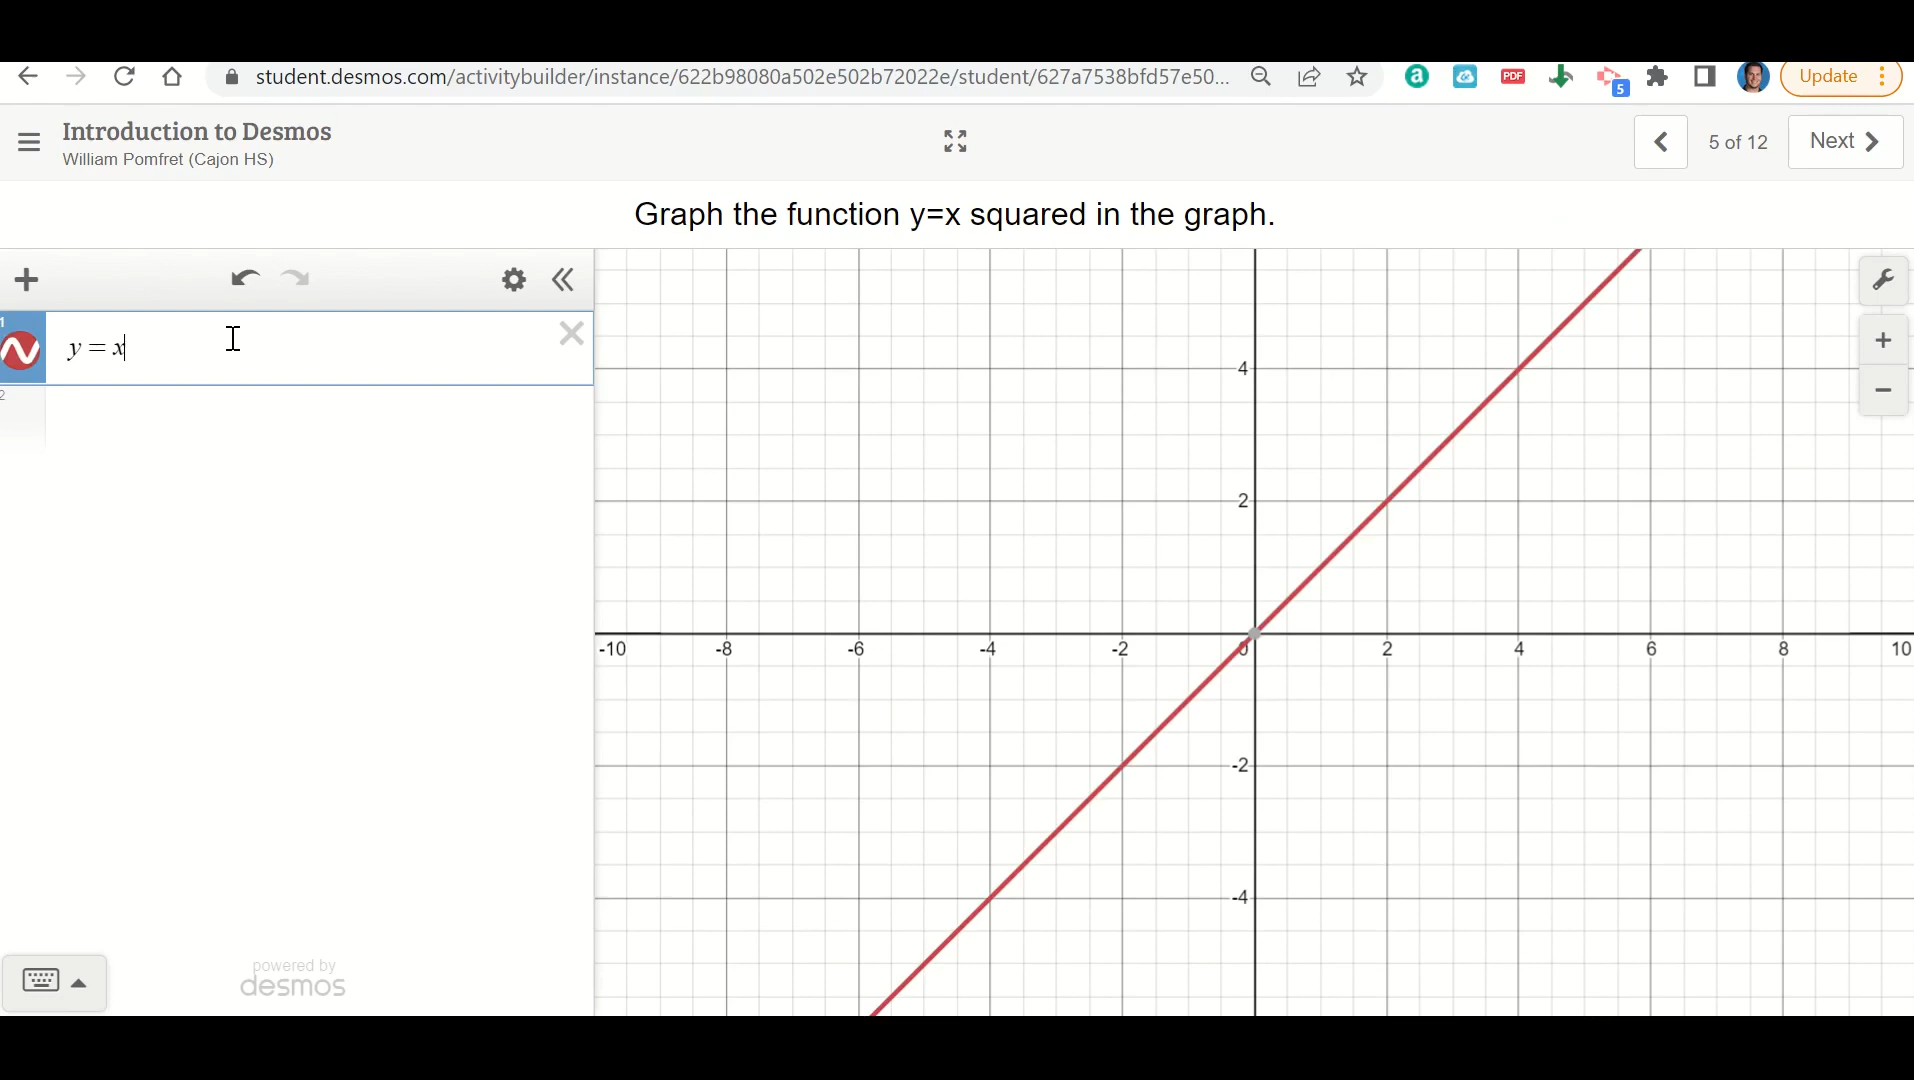 student.desmos.com/activitybuilder/instance/622b98080a502e502b72022e/student/627a7538bfd57e50...
PDF
5
Update
Introduction to Desmos
William Pomfret (Cajon HS)
5 of 12
Next
Graph the function y=x squared in the graph.
1
y = x
2
4
2
-10 -8 -6 -4 -2 0 2 4 6 8 10
-2
-4
powered by
desmos